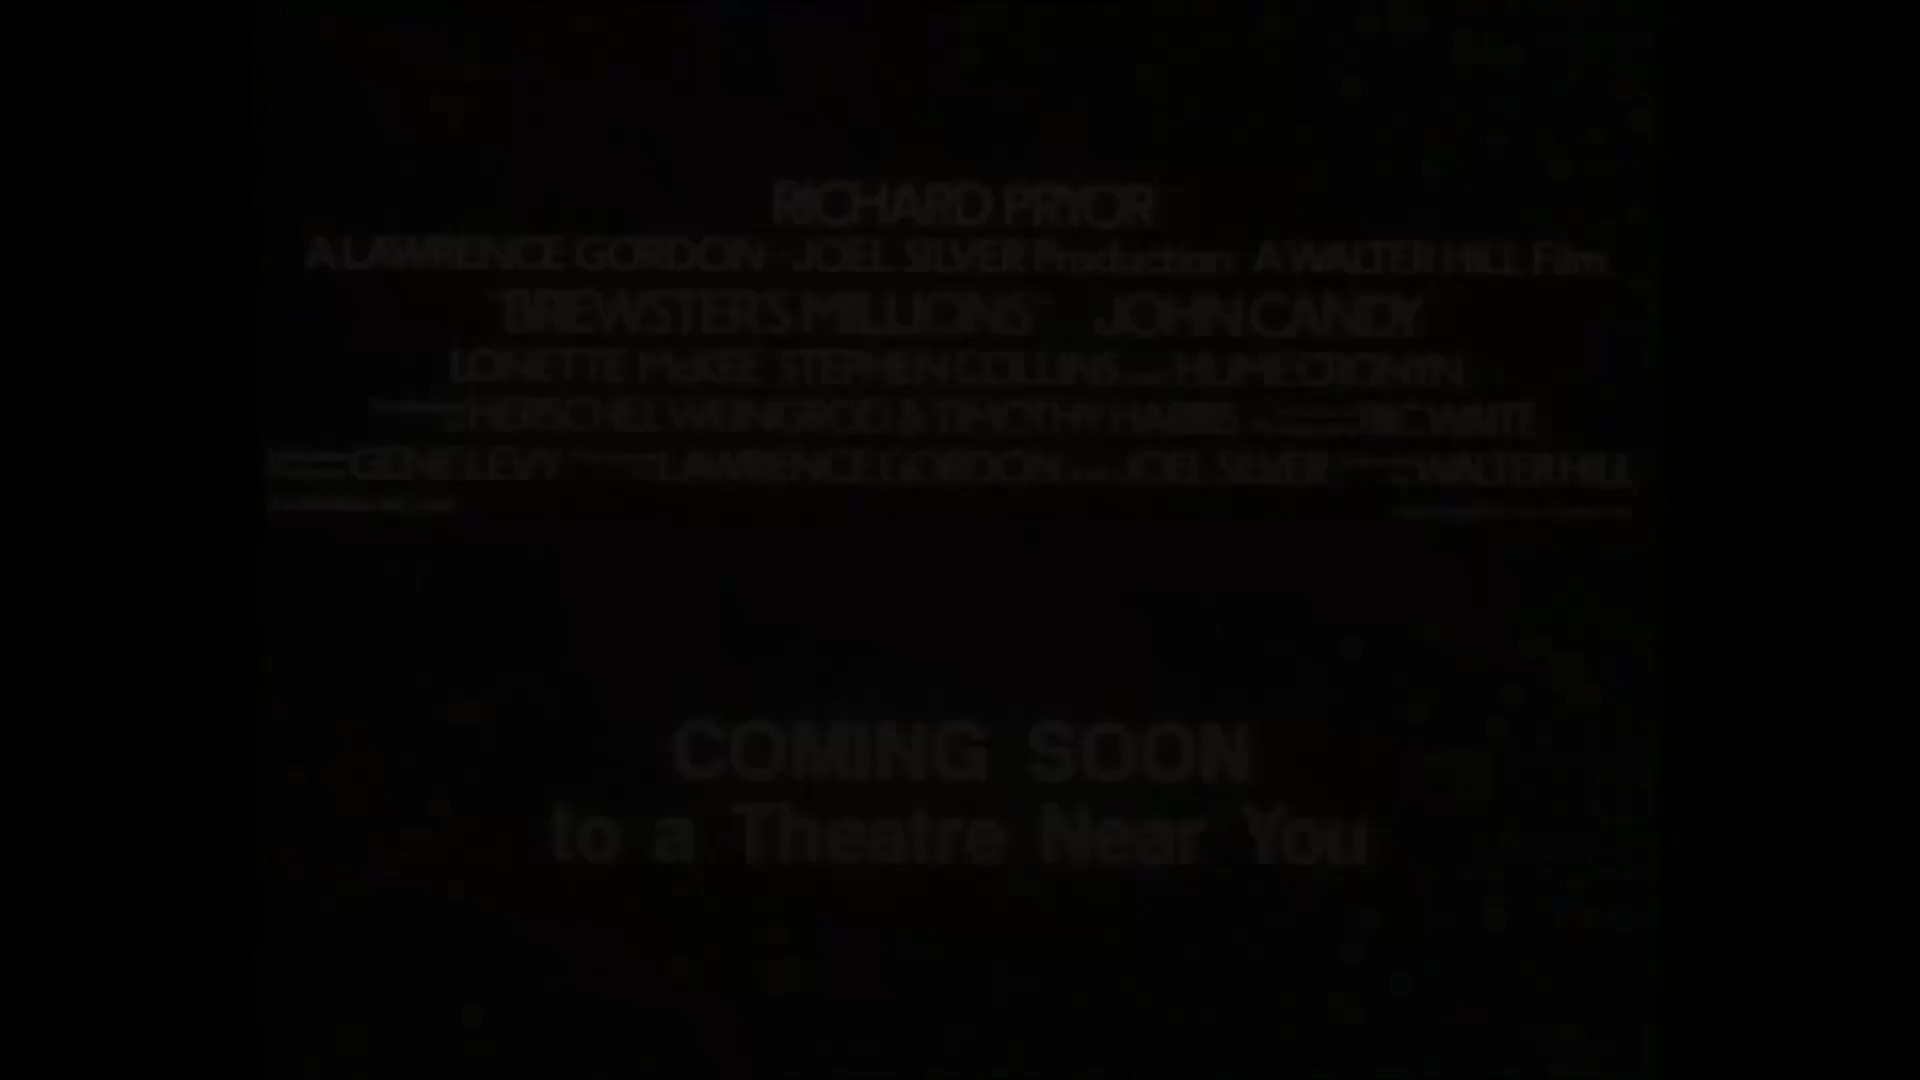 RICHARD PRYOR
A LAWRENCE GORDON - JOEL SILVER Production A WALTER HILL Film
"BREWSTER'S MILLIONS" JOHN CANDY
LONETTE McKEE STEPHEN COLLINS HUME CRONYN
HERSCHEL WEINGROD & TIMOTHY HARRIS RIC WAITE
GENE LEVY LAWRENCE GORDON JOEL SILVER WALTER HILL
COMING SOON
to a Theatre Near You